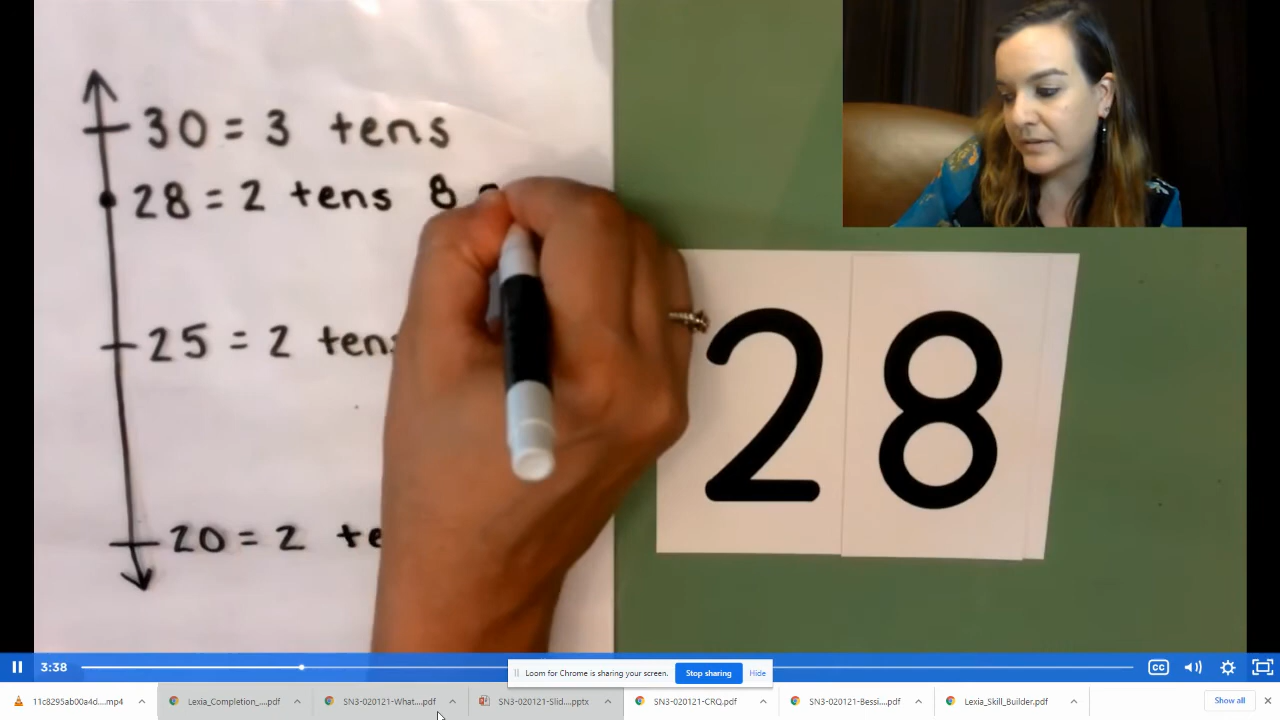 30 = 3 tens
28 = 2 tens 8
25 = 2 tens
20 = 2
28
3:38
CC
Loom for Chrome is sharing your screen.
Stop sharing
Hide
11c8295ab00a4d....mp4
Lexia_Completion_....pdf
SN3-020121-What....pdf
SN3-020121-Slid....pptx
SN3-020121-CRQ.pdf
SN3-020121-Bessi....pdf
Lexia_Skill_Builder.pdf
Show all